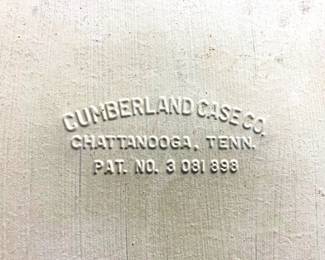 CUMBERLAND CASE CO.
CHATTANOOGA, TENN.
PAT. NO. 3 081 898